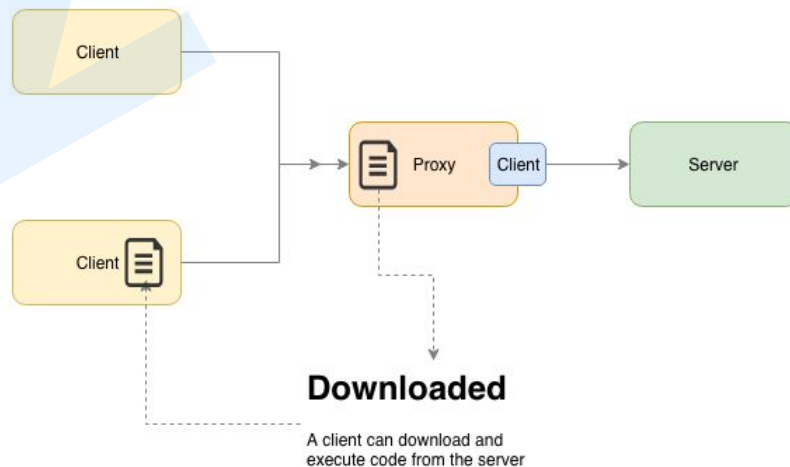 Client
Proxy
Client
Server
Client
Downloaded
A client can download and
execute code from the server